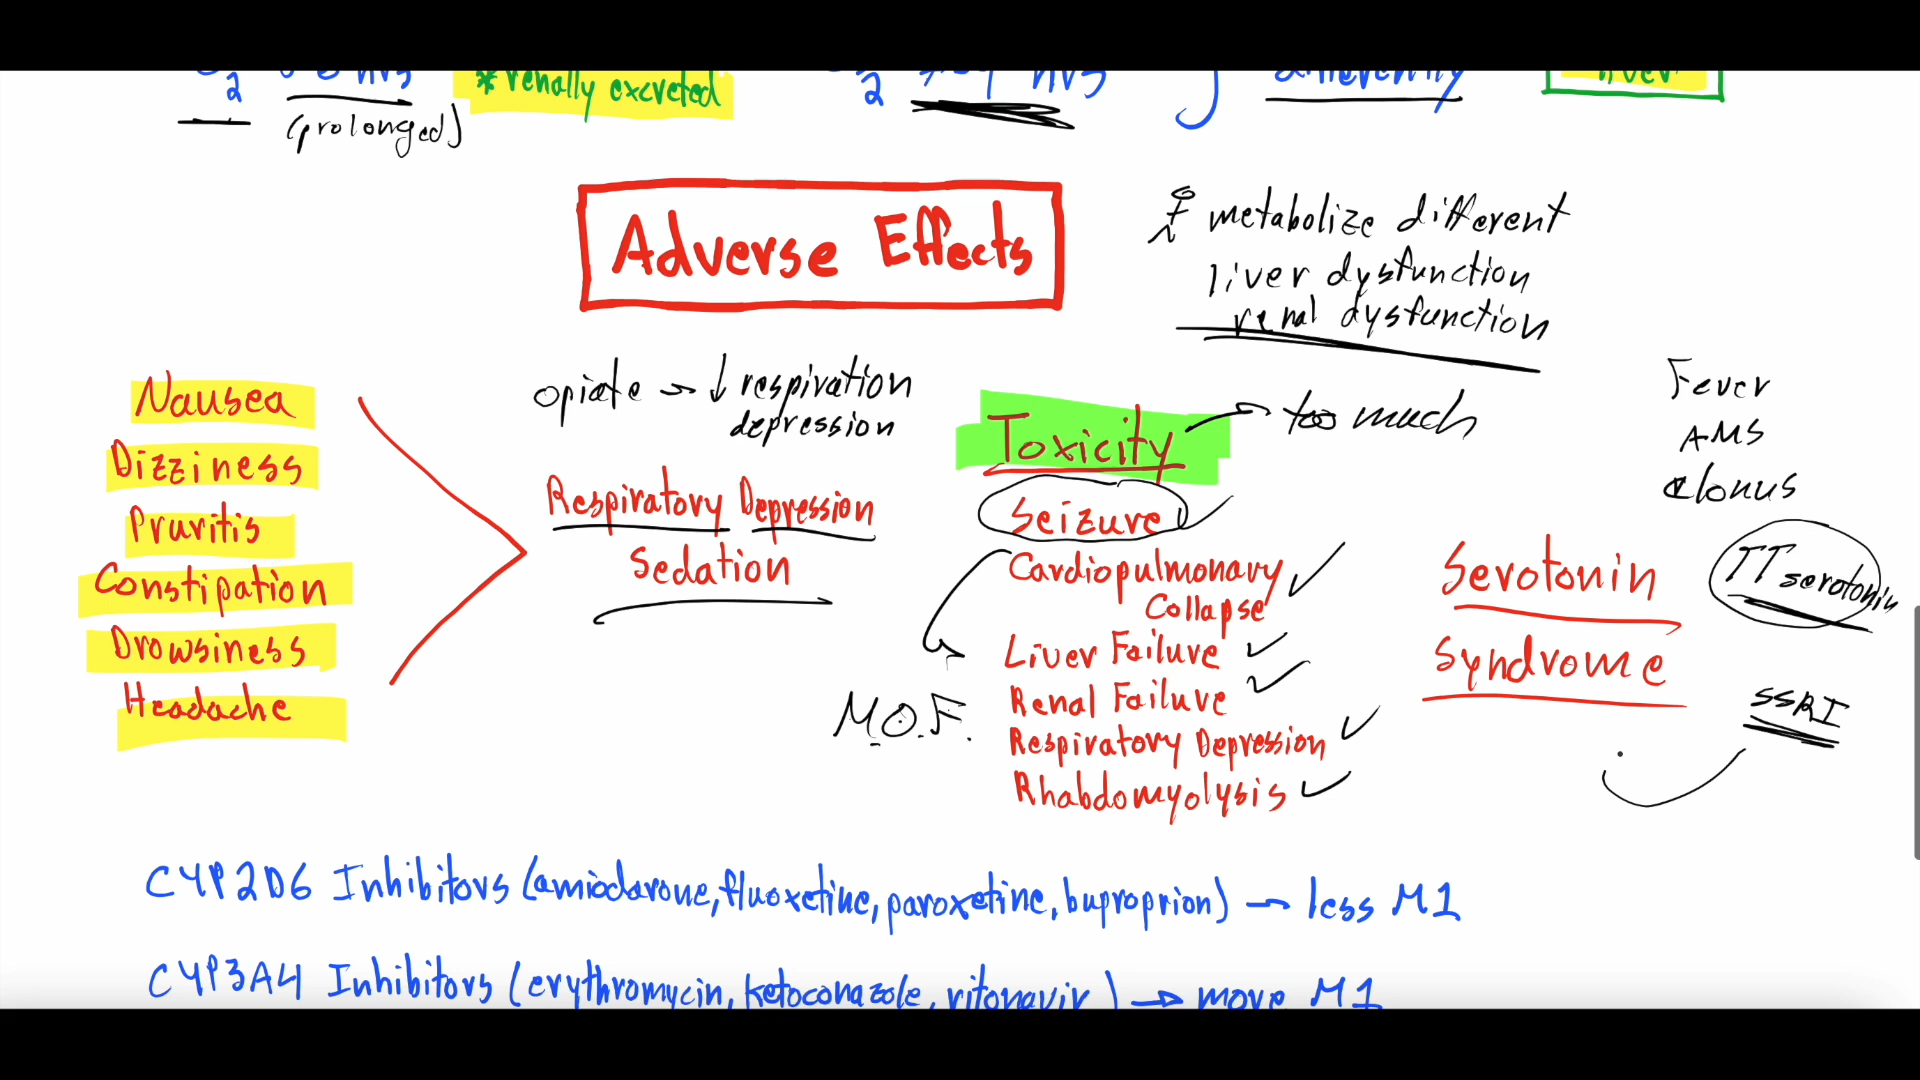 (prolonged)
*renally excreted
hrs
differently
liver
Adverse Effects
metabolize different
liver dysfunction
renal dysfunction
Nausea
Dizziness
Pruritis
Constipation
Drowsiness
Headache
opiate → ↓ respiration
depression
Respiratory Depression
Sedation
Toxicity → too much
Seizure
Cardiopulmonary
Collapse
Liver Failure
Renal Failure
Respiratory Depression
Rhabdomyolysis
M.O.F.
Fever
AMS
clonus
Serotonin
Syndrome
↑↑ serotonin
SSRI
CYP2D6 Inhibitors (amiodarone, fluoxetine, paroxetine, buproprion) → less M1
CYP3A4 Inhibitors (erythromycin, ketoconazole, ritonavir) → more M1